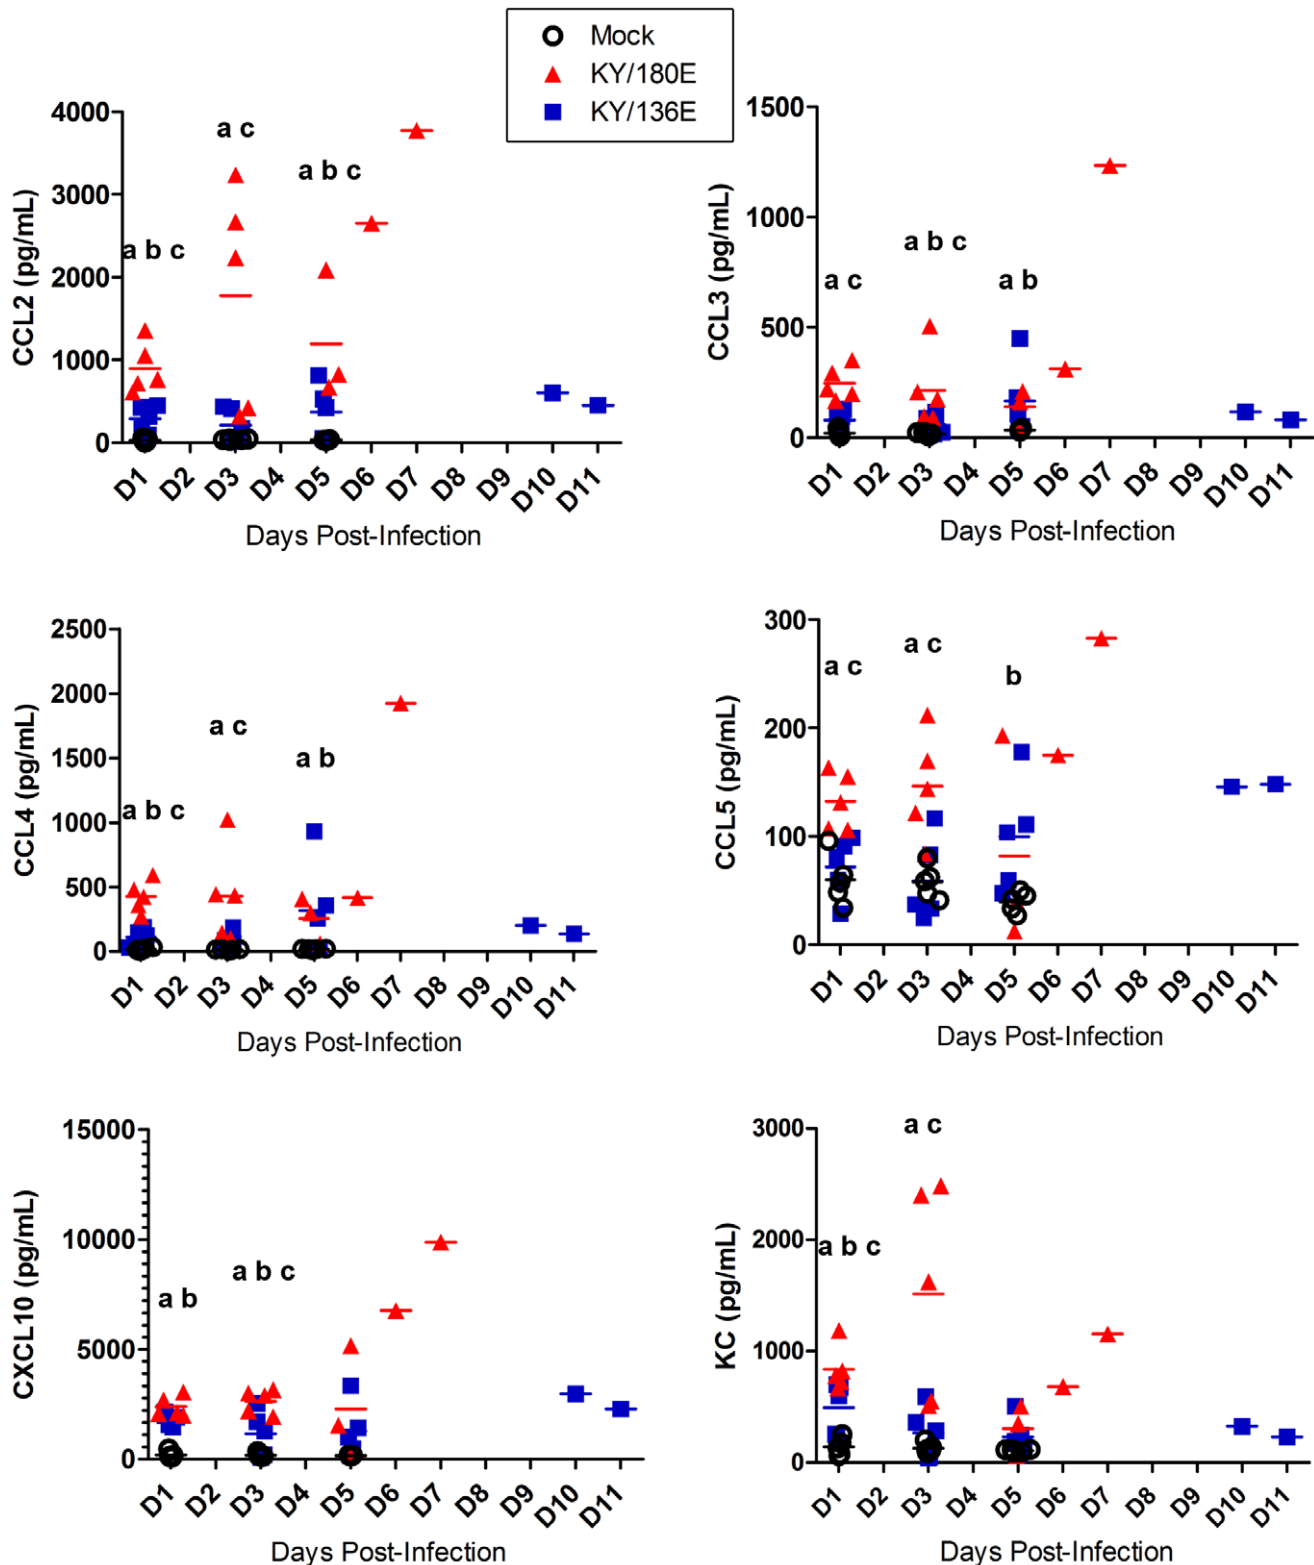 Mock
KY/180E
KY/136E
CCL2 (pg/mL)
4000
3000
2000
1000
0
a b c
a c
a b c
D1 D2 D3 D4 D5 D6 D7 D8 D9 D10 D11
Days Post-Infection
CCL3 (pg/mL)
1500
1000
500
0
a c
a b c
a b
D1 D2 D3 D4 D5 D6 D7 D8 D9 D10 D11
Days Post-Infection
CCL4 (pg/mL)
2500
2000
1500
1000
500
0
a b c
a c
a b
D1 D2 D3 D4 D5 D6 D7 D8 D9 D10 D11
Days Post-Infection
CCL5 (pg/mL)
300
200
100
0
a c
a c
b
D1 D2 D3 D4 D5 D6 D7 D8 D9 D10 D11
Days Post-Infection
CXCL10 (pg/mL)
15000
10000
5000
0
a b
a b c
D1 D2 D3 D4 D5 D6 D7 D8 D9 D10 D11
Days Post-Infection
KC (pg/mL)
3000
2000
1000
0
a b c
a c
D1 D2 D3 D4 D5 D6 D7 D8 D9 D10 D11
Days Post-Infection